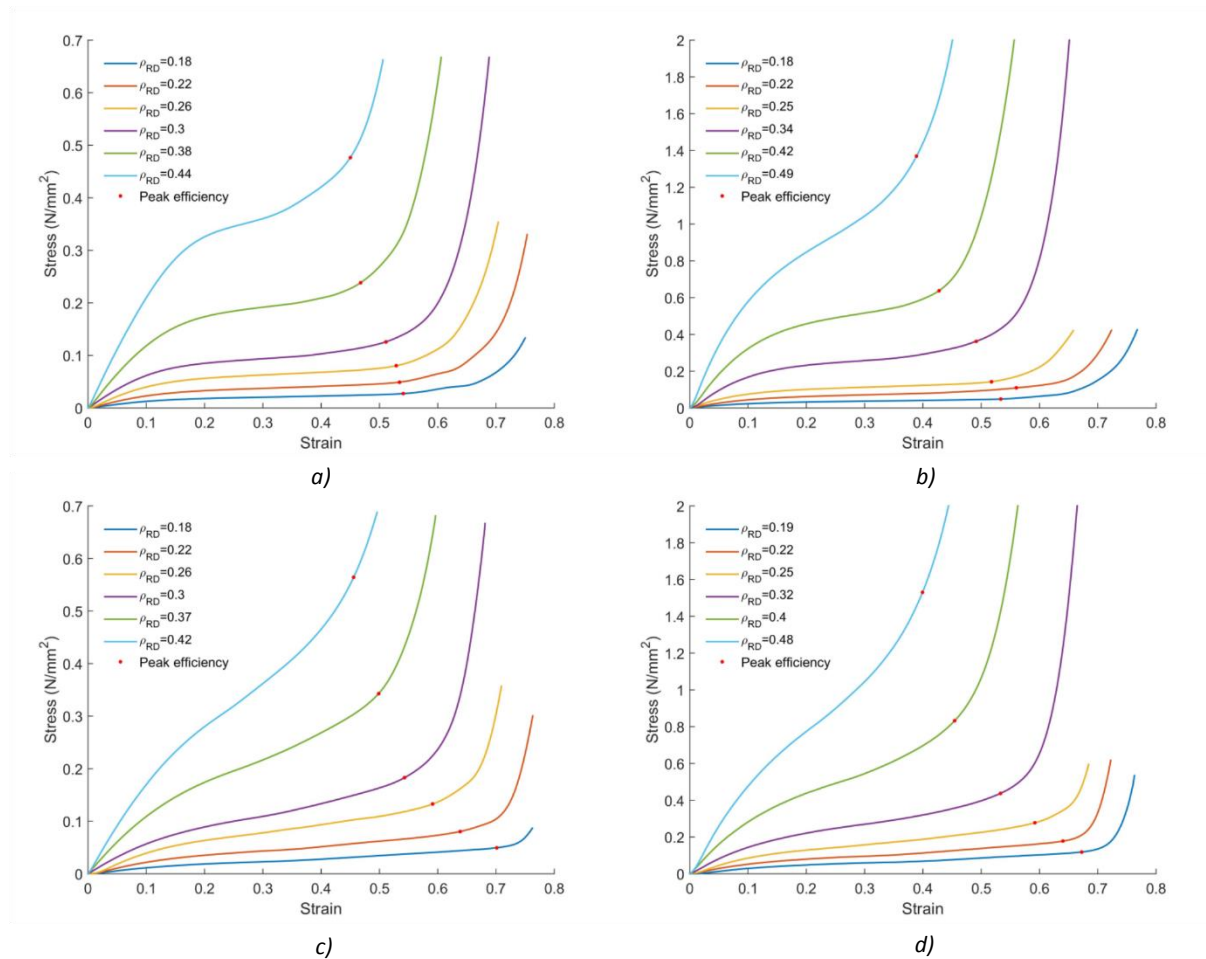 0.7
0.6
0.5
0.4
0.3
0.2
0.1
0
Stress (N/mm²)
ρRD=0.18
ρRD=0.22
ρRD=0.26
ρRD=0.3
ρRD=0.38
ρRD=0.44
Peak efficiency
0 0.1 0.2 0.3 0.4 0.5 0.6 0.7 0.8
Strain
a)
2
1.8
1.6
1.4
1.2
1
0.8
0.6
0.4
0.2
0
Stress (N/mm²)
ρRD=0.18
ρRD=0.22
ρRD=0.25
ρRD=0.34
ρRD=0.42
ρRD=0.49
Peak efficiency
0 0.1 0.2 0.3 0.4 0.5 0.6 0.7 0.8
Strain
b)
0.7
0.6
0.5
0.4
0.3
0.2
0.1
0
Stress (N/mm²)
ρRD=0.18
ρRD=0.22
ρRD=0.26
ρRD=0.3
ρRD=0.37
ρRD=0.42
Peak efficiency
0 0.1 0.2 0.3 0.4 0.5 0.6 0.7 0.8
Strain
c)
2
1.8
1.6
1.4
1.2
1
0.8
0.6
0.4
0.2
0
Stress (N/mm²)
ρRD=0.19
ρRD=0.22
ρRD=0.25
ρRD=0.32
ρRD=0.4
ρRD=0.48
Peak efficiency
0 0.1 0.2 0.3 0.4 0.5 0.6 0.7 0.8
Strain
d)